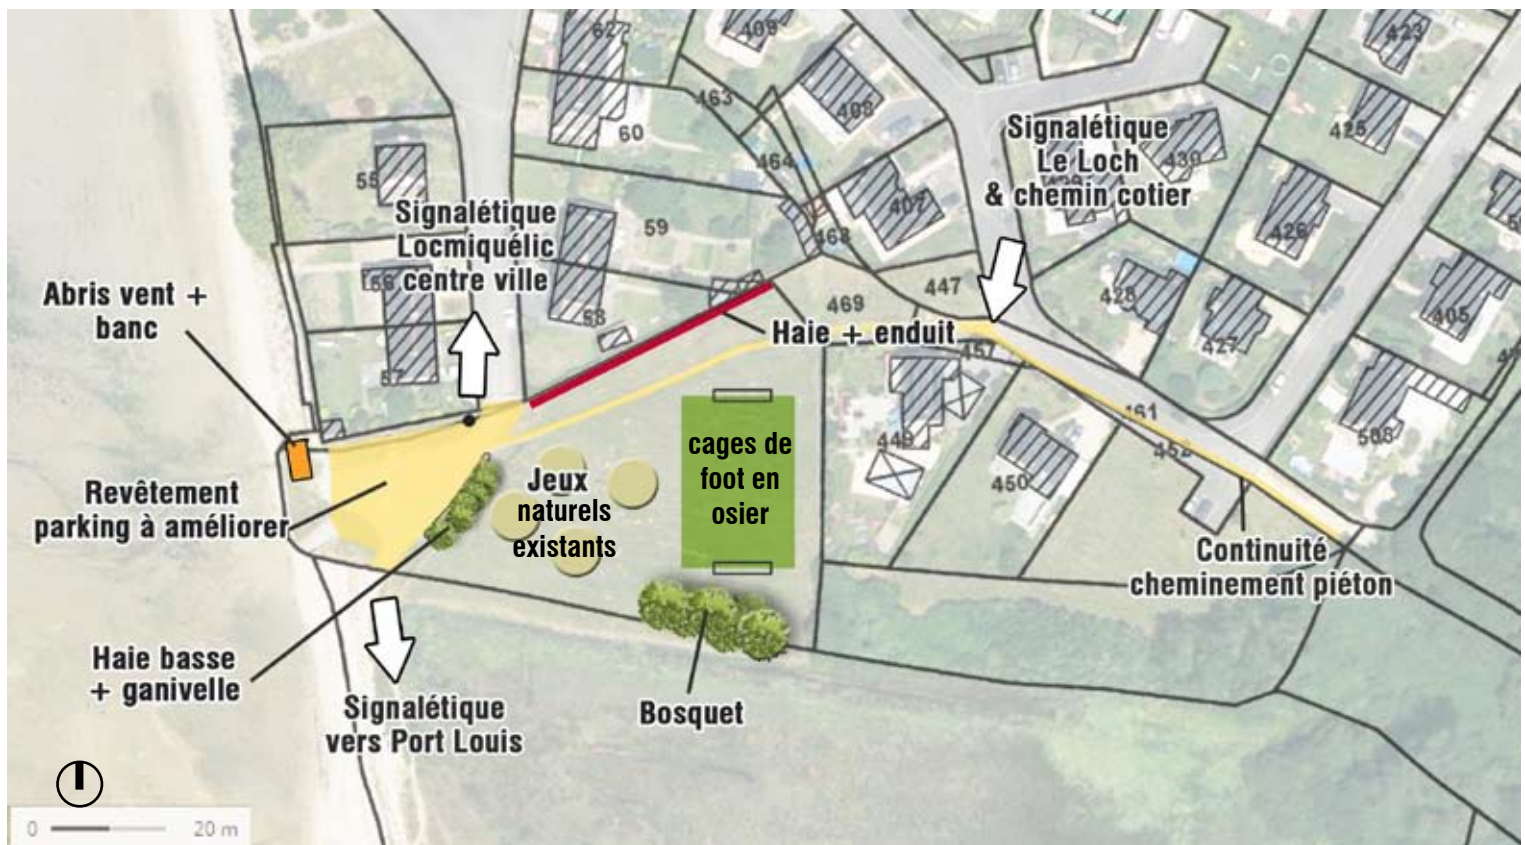 62
409
423
463
408
60
425
Signalétique
Le Loch
& chemin cotier
430
464
55
407
Signalétique
Locmiquélic
centre ville
59
468
426
56
428
447
469
Abris vent +
banc
58
405
Haie + enduit
427
457
57
461
cages de
foot en
osier
449
452
508
Jeux
naturels
existants
450
Revêtement
parking à améliorer
Continuité
cheminement piéton
Haie basse
+ ganivelle
Signalétique
vers Port Louis
Bosquet
0 20 m